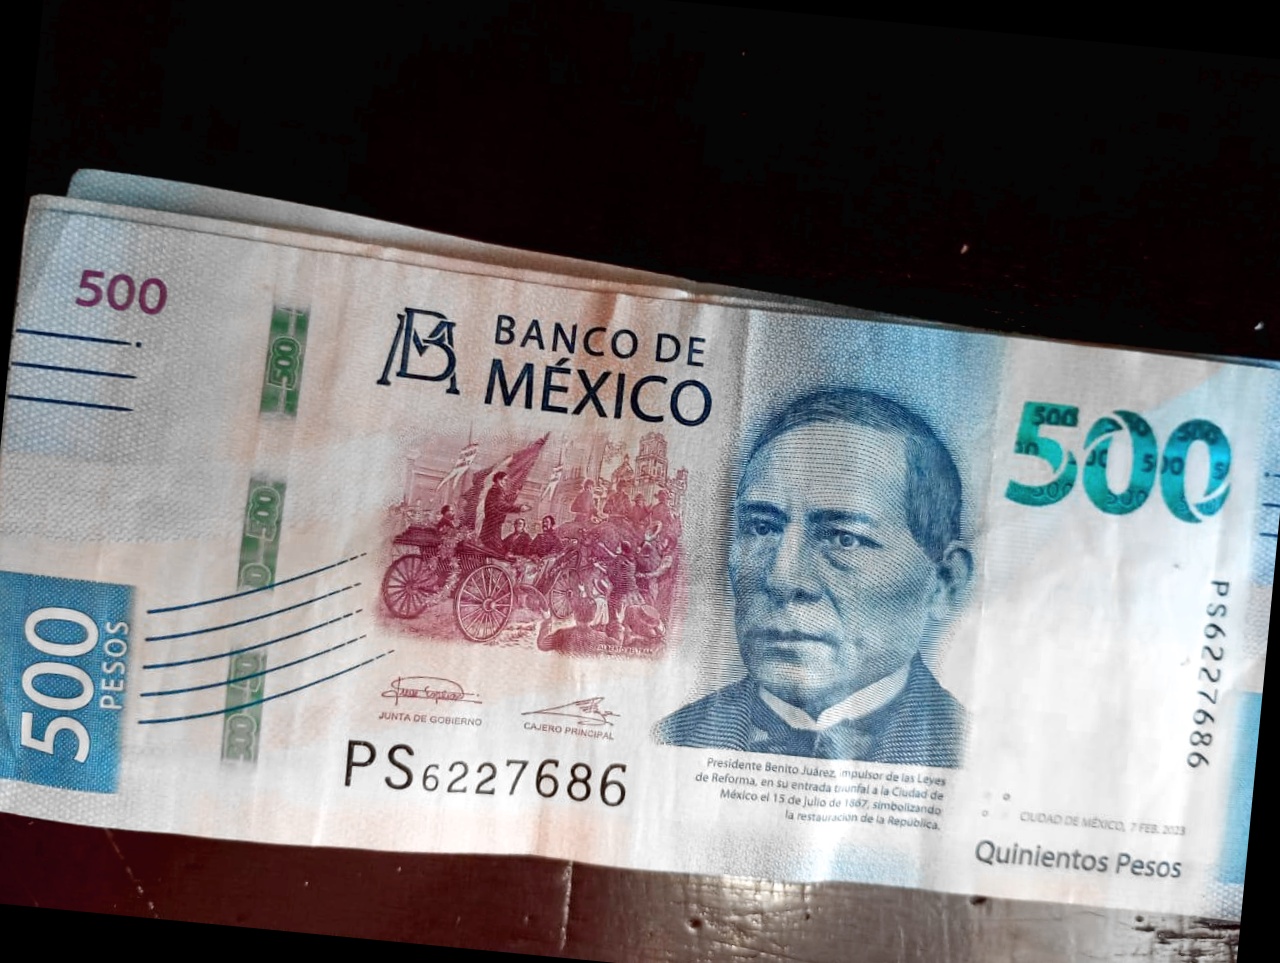 500
500
BANCO DE
MÉXICO
500
500
500
PESOS
JUNTA DE GOBIERNO
CAJERO PRINCIPAL
PS6227686
PS6227686
Presidente Benito Juárez, impulsor de las Leyes
de Reforma, en su entrada triunfal a la Ciudad de
México el 15 de julio de 1867, simbolizando
la restauración de la República.
CIUDAD DE MÉXICO, 7 FEB. 2023
Quinientos Pesos